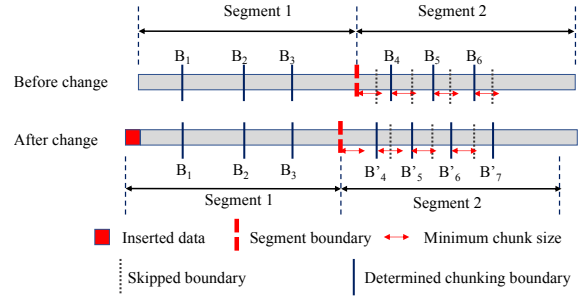 Segment 1 Segment 2
B₁ B₂ B₃ B₄ B₅ B₆
Before change
After change
B₁ B₂ B₃ B'₄ B'₅ B'₆ B'₇
Segment 1 Segment 2
Inserted data Segment boundary Minimum chunk size
Skipped boundary Determined chunking boundary